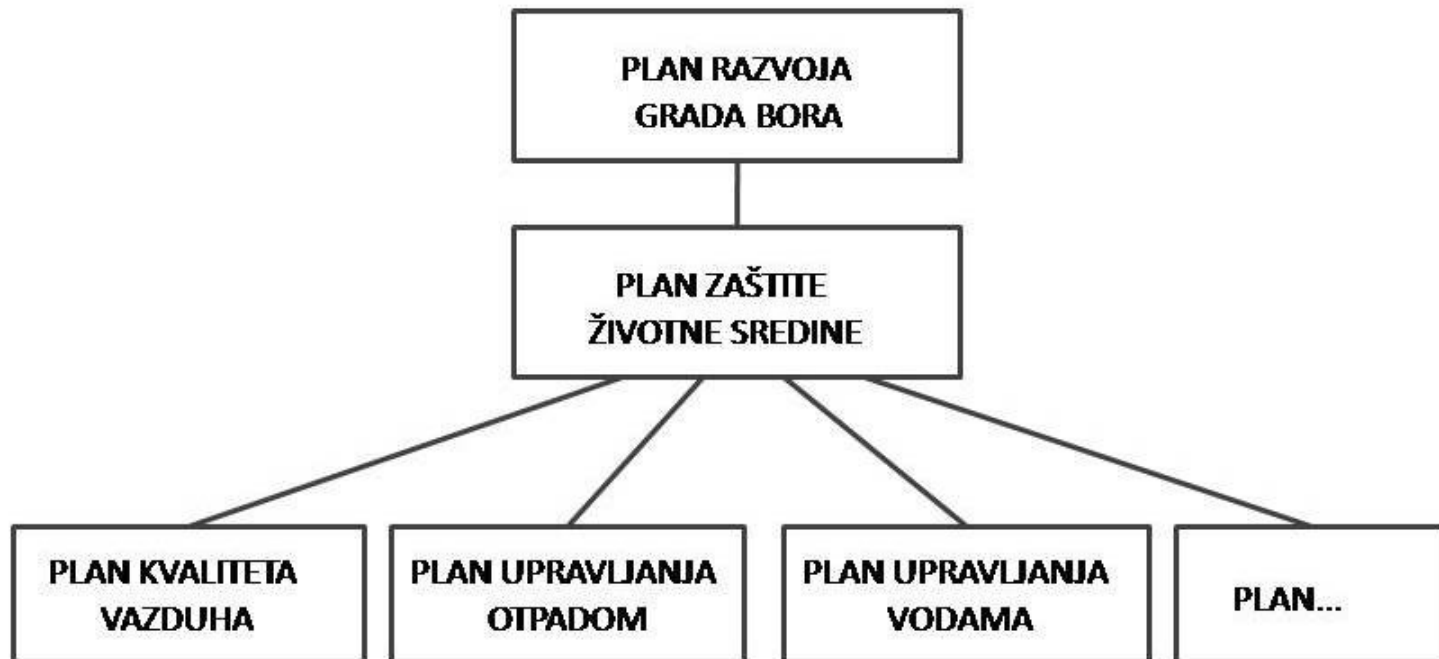 PLAN RAZVOJA
GRADA BORA
PLAN ZAŠTITE
ŽIVOTNE SREDINE
PLAN KVALITETA
VAZDUHA
PLAN UPRAVLJANJA
OTPADOM
PLAN UPRAVLJANJA
VODAMA
PLAN...